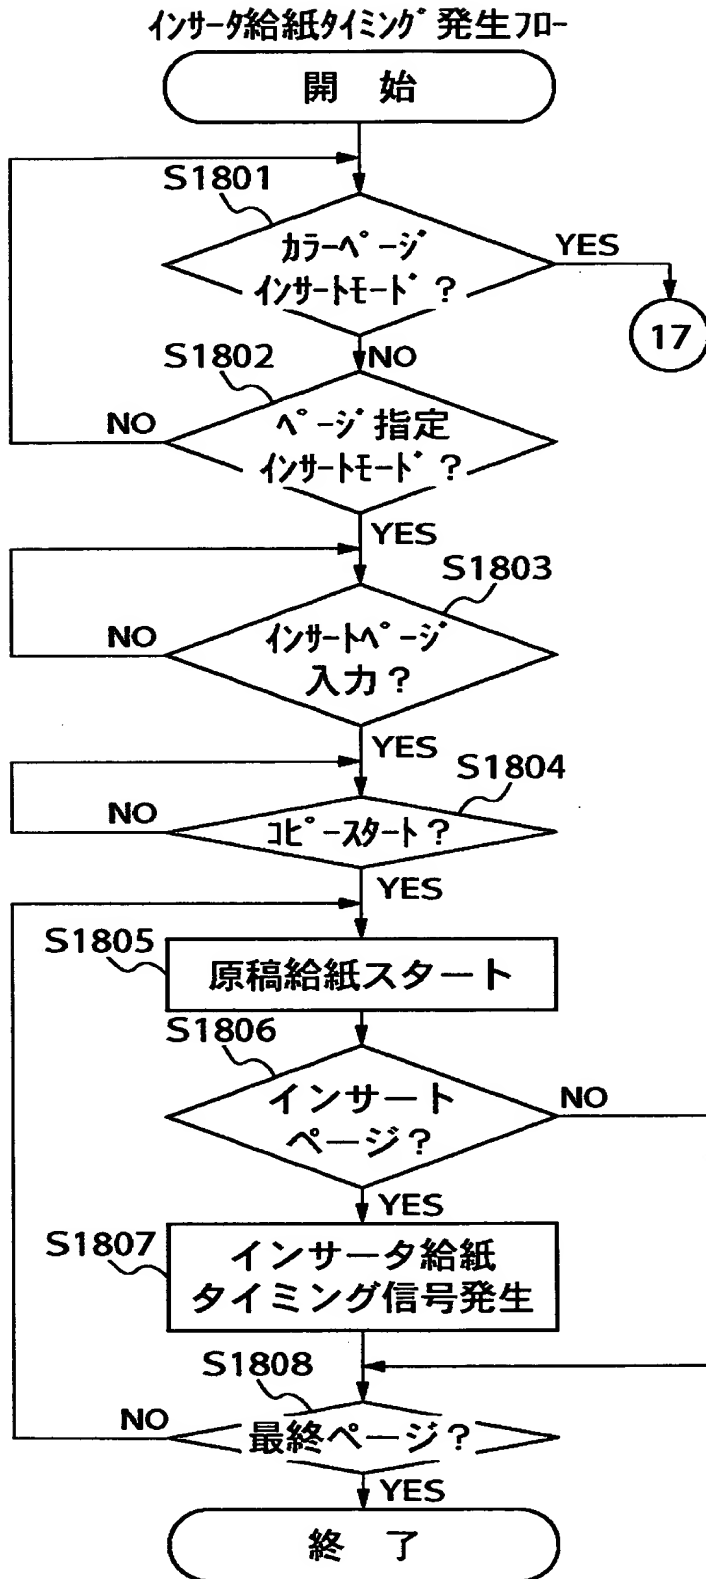 インサータ給紙タイミング発生フロー
開 始
S1801
カラーページ
インサートモード?
YES
17
NO
S1802
ページ指定
インサートモード?
NO
YES
S1803
インサートページ
入力?
NO
YES
S1804
コピースタート?
NO
YES
S1805
原稿給紙スタート
S1806
インサート
ページ?
NO
YES
S1807
インサータ給紙
タイミング信号発生
S1808
最終ページ?
NO
YES
終 了